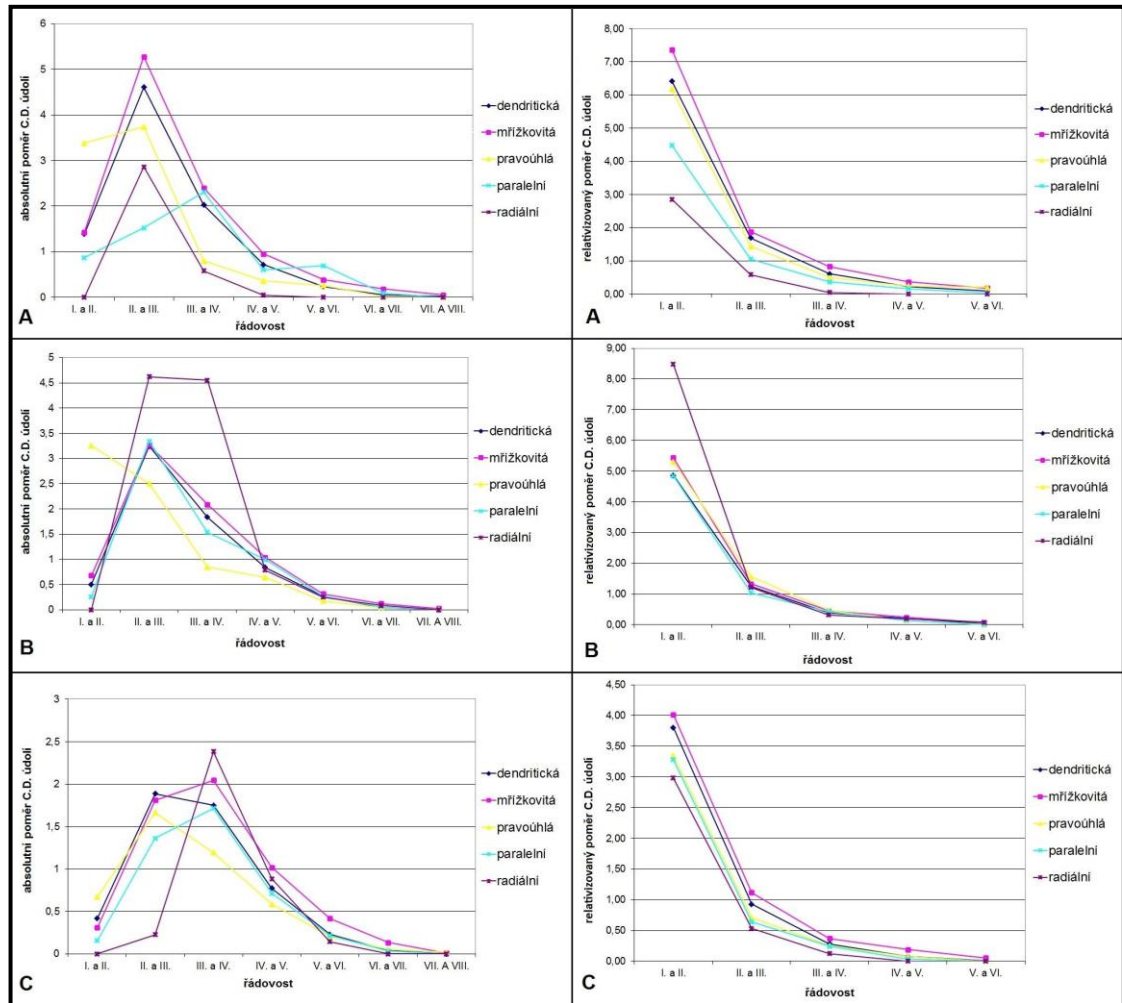 absolutní poměr C.D. údolí
6
5
4
3
2
1
0
I. a II. II. a III. III. a IV. IV. a V. V. a VI. VI. a VII. VII. A VIII.
řádovost
dendritická
mřížkovitá
pravoúhlá
paralelní
radiální
A
relativizovaný poměr C.D. údolí
8,00
7,00
6,00
5,00
4,00
3,00
2,00
1,00
0,00
I. a II. II. a III. III. a IV. IV. a V. V. a VI.
řádovost
dendritická
mřížkovitá
pravoúhlá
paralelní
radiální
A
absolutní poměr C.D. údolí
5
4,5
4
3,5
3
2,5
2
1,5
1
0,5
0
I. a II. II. a III. III. a IV. IV. a V. V. a VI. VI. a VII. VII. A VIII.
řádovost
dendritická
mřížkovitá
pravoúhlá
paralelní
radiální
B
relativizovaný poměr C.D. údolí
9,00
8,00
7,00
6,00
5,00
4,00
3,00
2,00
1,00
0,00
I. a II. II. a III. III. a IV. IV. a V. V. a VI.
řádovost
dendritická
mřížkovitá
pravoúhlá
paralelní
radiální
B
absolutní poměr C.D. údolí
3
2,5
2
1,5
1
0,5
0
I. a II. II. a III. III. a IV. IV. a V. V. a VI. VI. a VII. VII. A VIII.
řádovost
dendritická
mřížkovitá
pravoúhlá
paralelní
radiální
C
relativizovaný poměr C.D. údolí
4,50
4,00
3,50
3,00
2,50
2,00
1,50
1,00
0,50
0,00
I. a II. II. a III. III. a IV. IV. a V. V. a VI.
řádovost
dendritická
mřížkovitá
pravoúhlá
paralelní
radiální
C